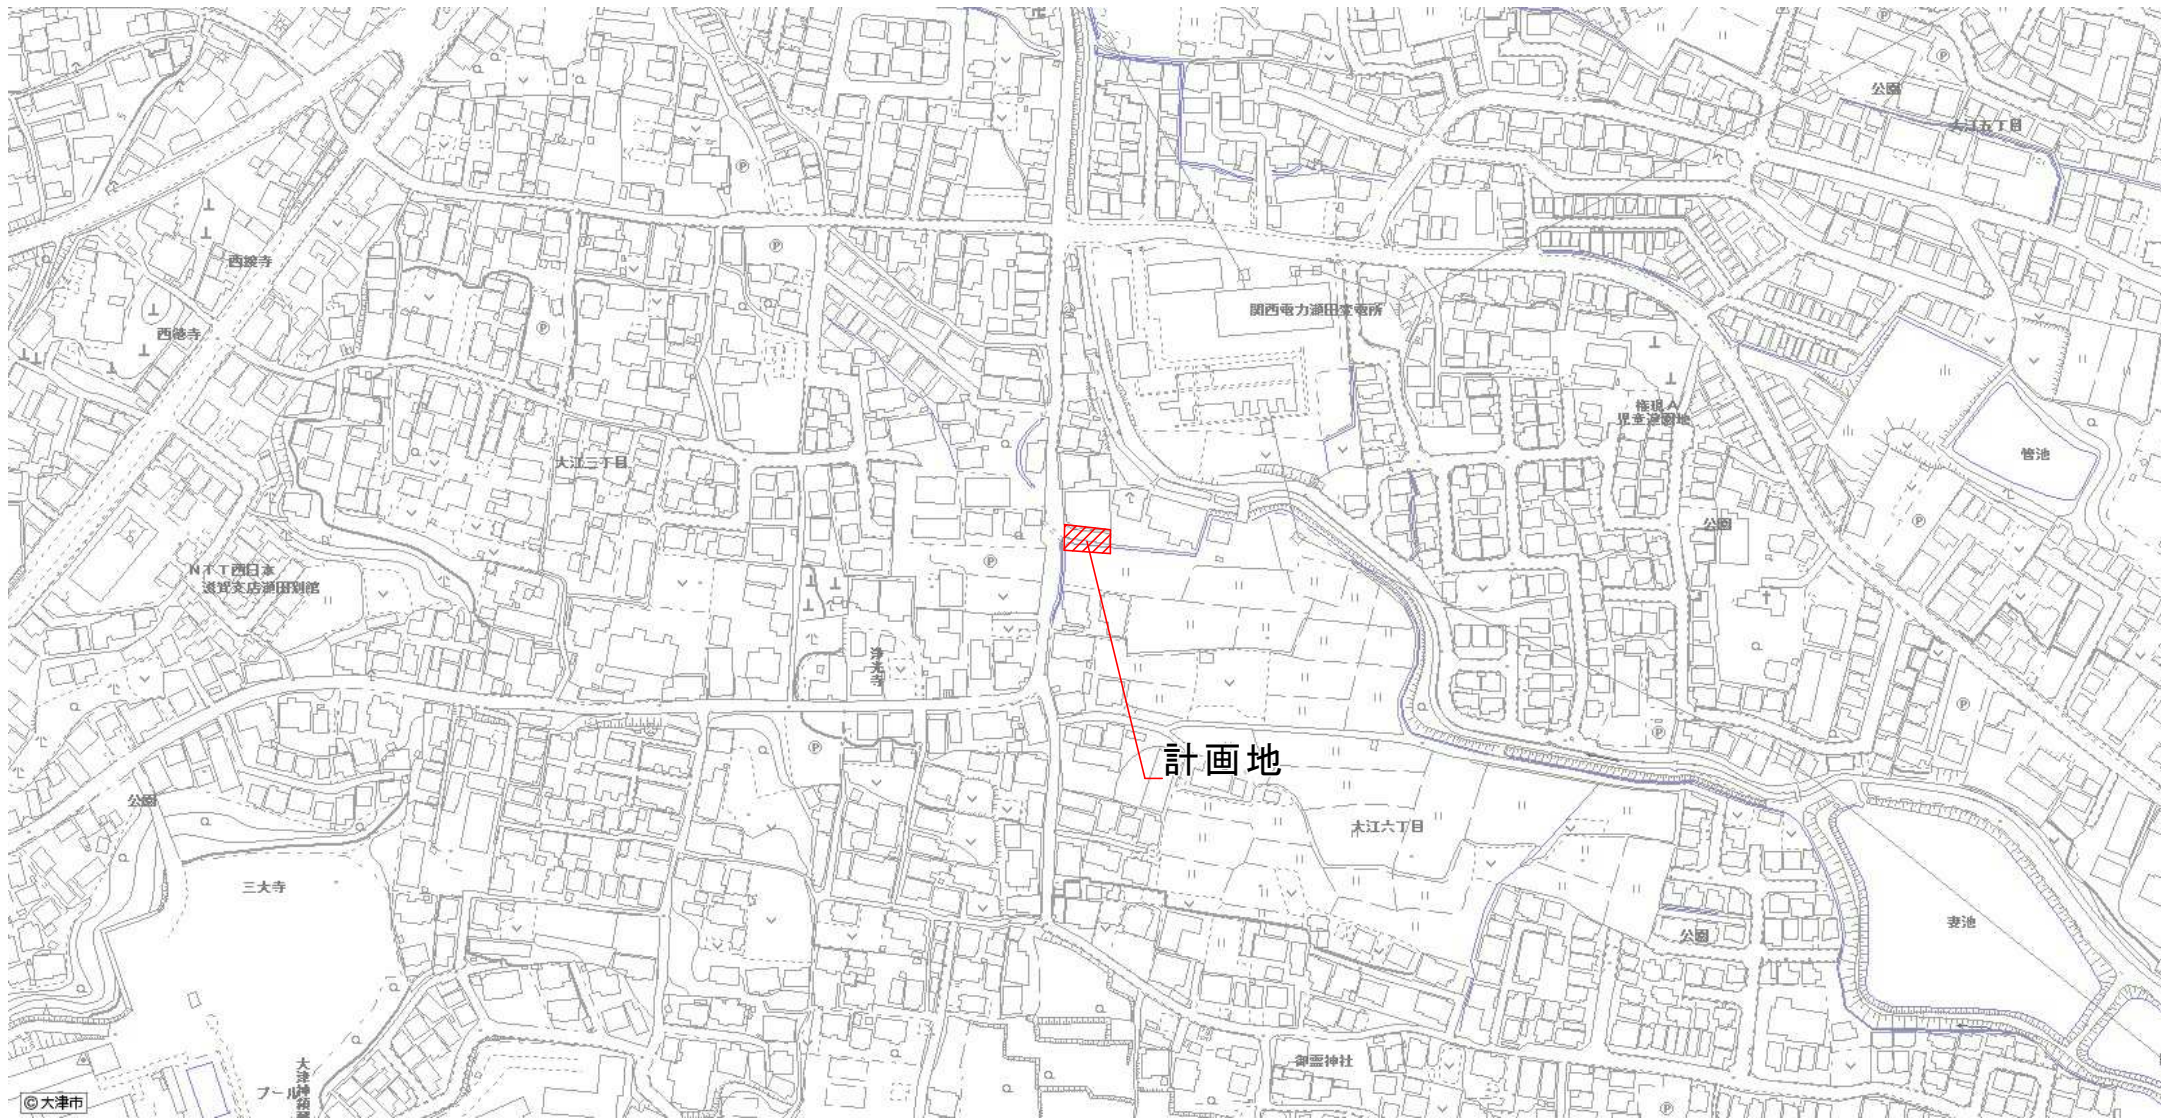 公園
大江五丁目
西線寺
関西電力瀬田変電所
西徳寺
権現A
児童遊園地
管池
大江三丁目
公園
NTT西日本
滋賀支店瀬田別館
浄光寺
計画地
公園
大江六丁目
三大寺
妻池
公園
御霊神社
プール
©大津市